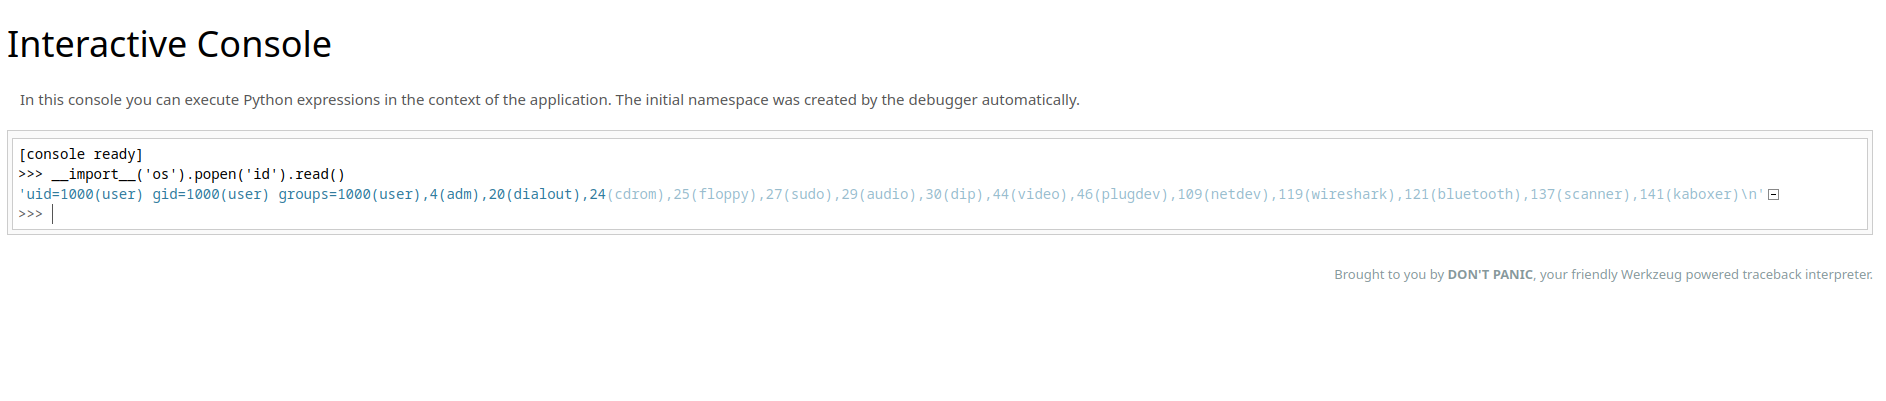 Interactive Console
In this console you can execute Python expressions in the context of the application. The initial namespace was created by the debugger automatically.
[console ready]
>>> __import__('os').popen('id').read()
'uid=1000(user) gid=1000(user) groups=1000(user),4(adm),20(dialout),24(cdrom),25(floppy),27(sudo),29(audio),30(dip),44(video),46(plugdev),109(netdev),119(wireshark),121(bluetooth),137(scanner),141(kaboxer)\n'
>>>
Brought to you by DON'T PANIC, your friendly Werkzeug powered traceback interpreter.